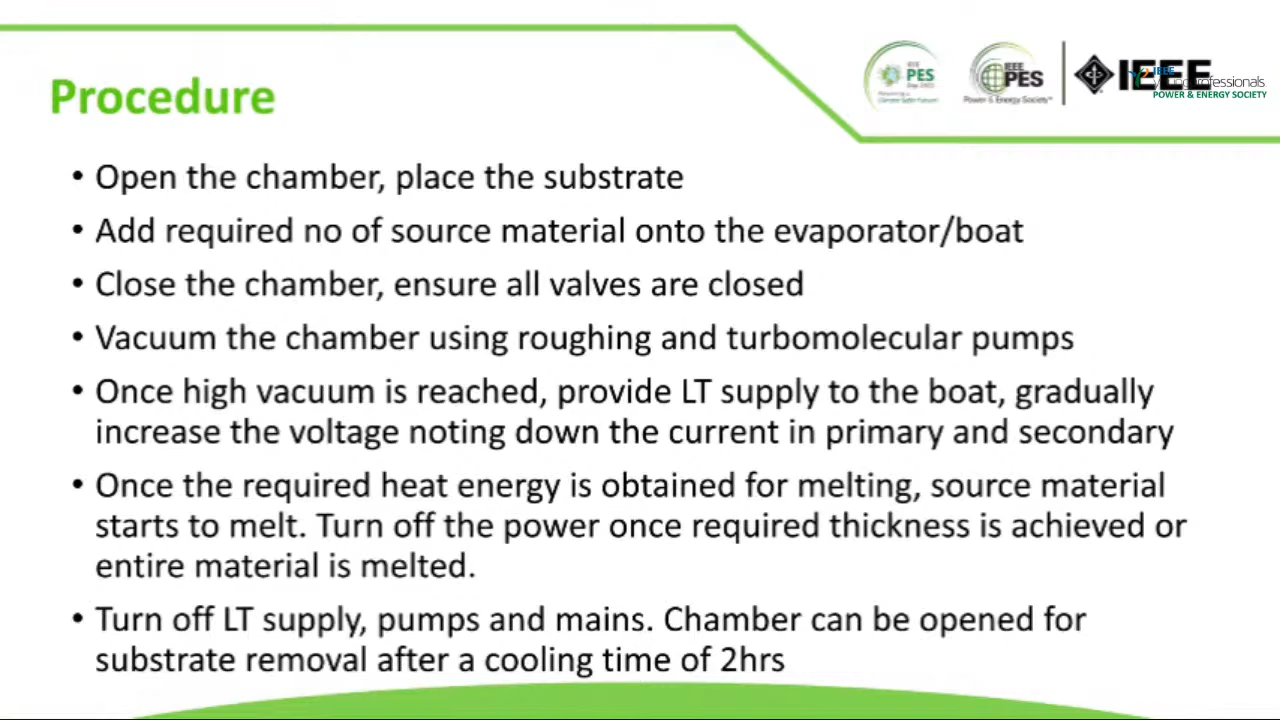 Procedure
PES
IEEE
PES
Power & Energy Society
IEEE
IEEE
POWER & ENERGY SOCIETY
• Open the chamber, place the substrate
• Add required no of source material onto the evaporator/boat
• Close the chamber, ensure all valves are closed
• Vacuum the chamber using roughing and turbomolecular pumps
• Once high vacuum is reached, provide LT supply to the boat, gradually
increase the voltage noting down the current in primary and secondary
• Once the required heat energy is obtained for melting, source material
starts to melt. Turn off the power once required thickness is achieved or
entire material is melted.
• Turn off LT supply, pumps and mains. Chamber can be opened for
substrate removal after a cooling time of 2hrs